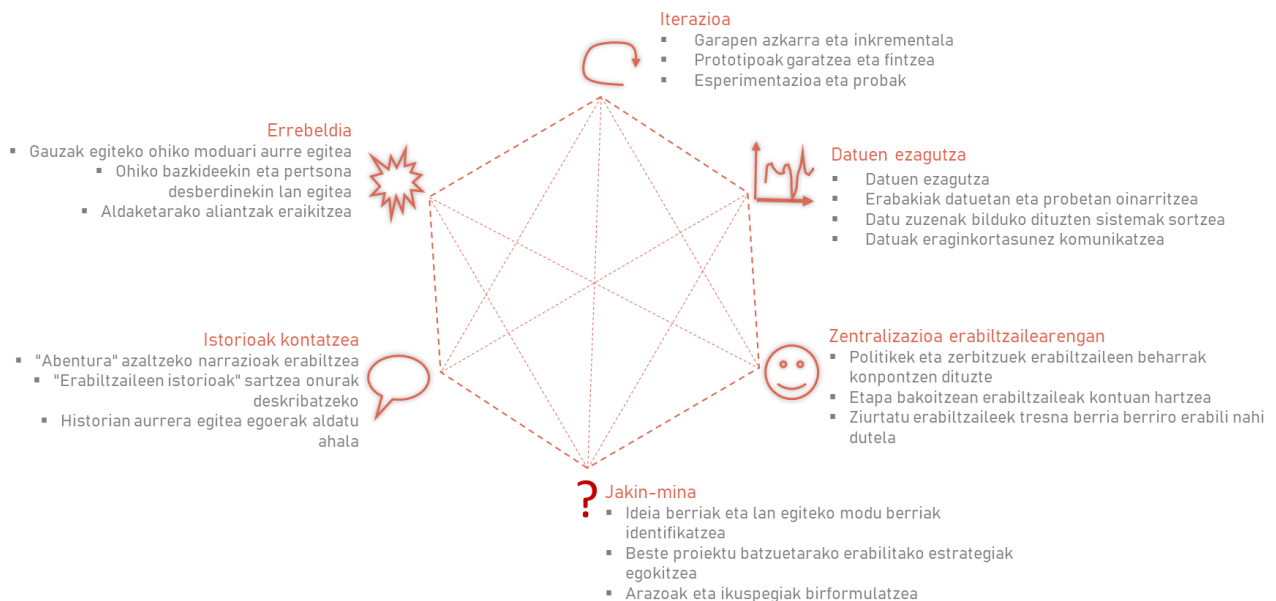 Iterazioa
▪ Garapen azkarra eta inkrementala
▪ Prototipoak garatzea eta fintzea
▪ Esperimentazioa eta probak
Errebeldia
▪ Gauzak egiteko ohiko moduari aurre egitea
▪ Ohiko bazkideekin eta pertsona
desberdinekin lan egitea
▪ Aldaketarako aliantzak eraikitzea
Datuen ezagutza
▪ Datuen ezagutza
▪ Erabakiak datuetan eta probetan oinarritzea
▪ Datu zuzenak bilduko dituzten sistemak sortzea
▪ Datuak eraginkortasunez komunikatzea
Istorioak kontatzea
▪ "Abentura" azaltzeko narrazioak erabiltzea
▪ "Erabiltzaileen istorioak" sartzea onurak
deskribatzeko
▪ Historian aurrera egitea egoerak aldatu
ahala
Zentralizazioa erabiltzailearengan
▪ Politikek eta zerbitzuek erabiltzaileen beharrak
konpontzen dituzte
▪ Etapa bakoitzean erabiltzaileak kontuan hartzea
▪ Ziurtatu erabiltzaileek tresna berria berriro erabili nahi
dutela
? Jakin-mina
▪ Ideia berriak eta lan egiteko modu berriak
identifikatzea
▪ Beste proiektu batzuetarako erabilitako estrategiak
egokitzea
▪ Arazoak eta ikuspegiak birformulatzea